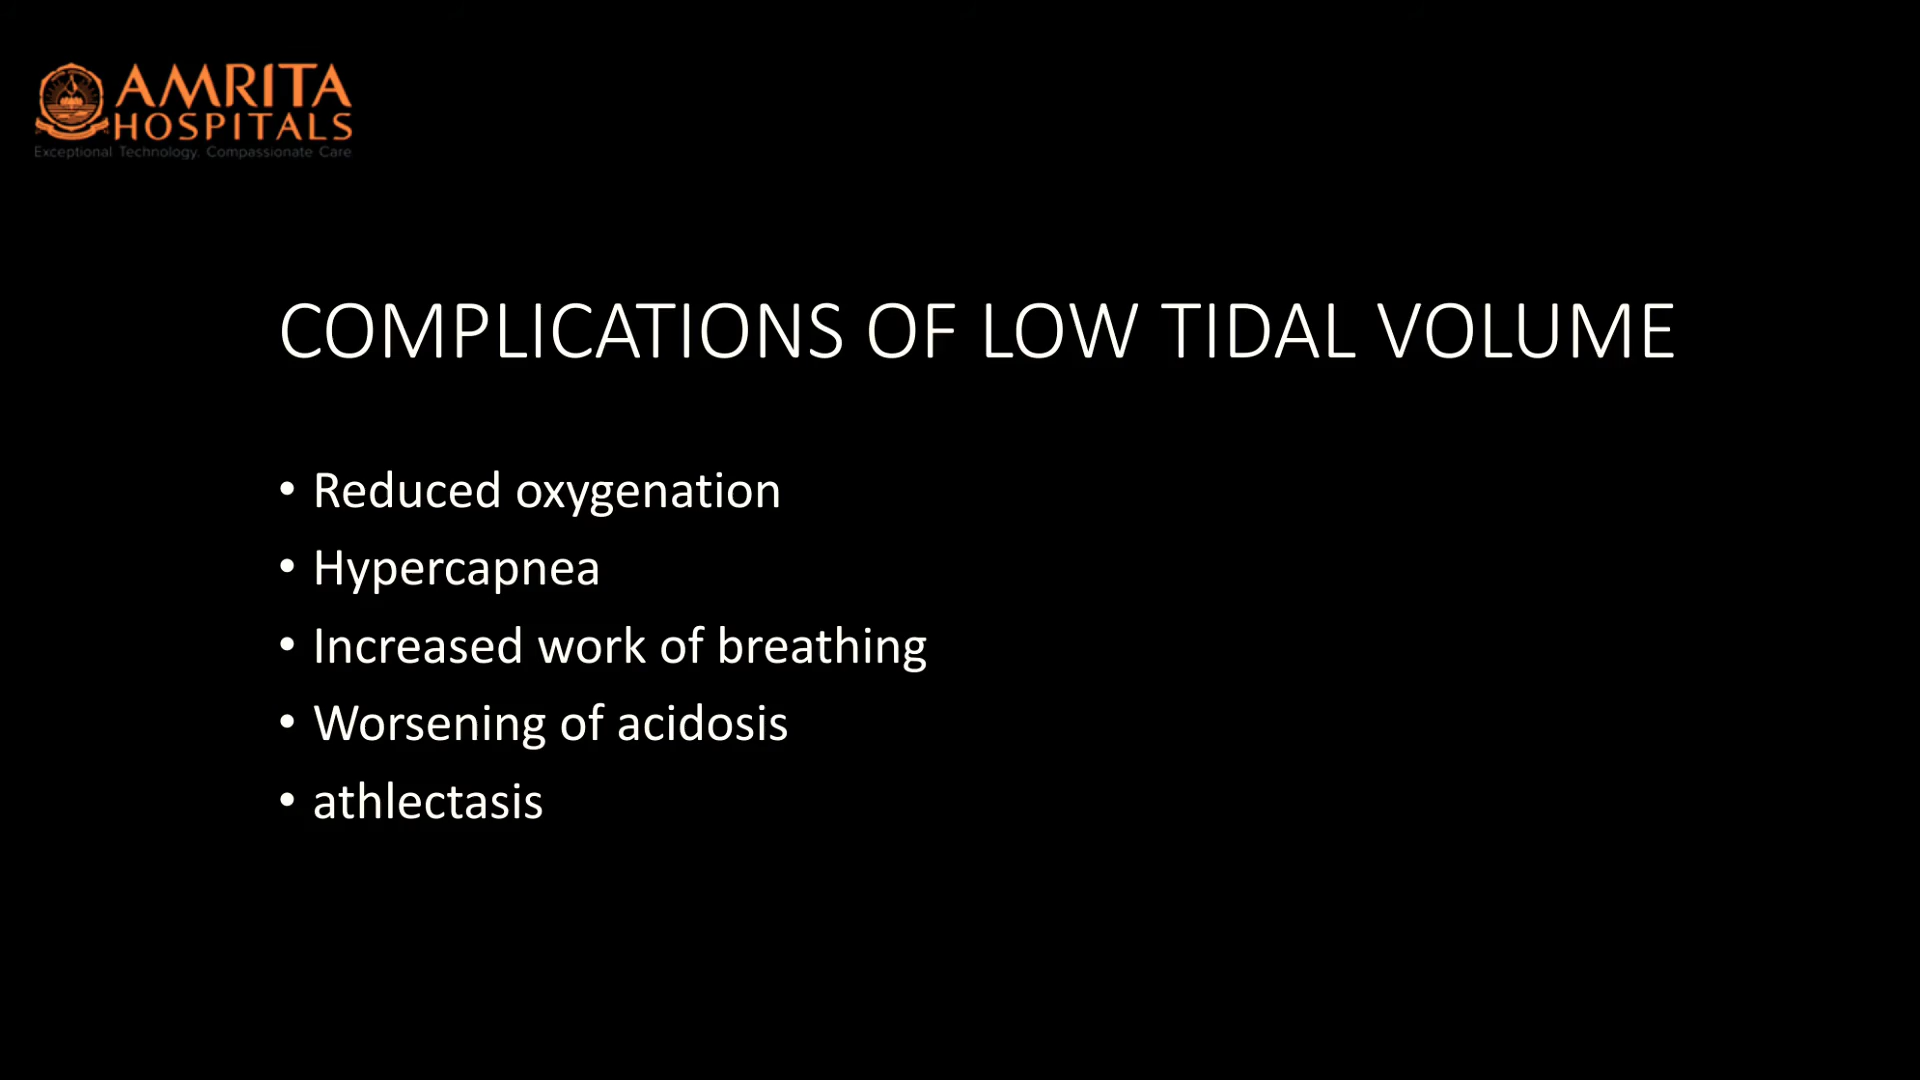 AMRITA
HOSPITALS
Exceptional Technology. Compassionate Care
COMPLICATIONS OF LOW TIDAL VOLUME
• Reduced oxygenation
• Hypercapnea
• Increased work of breathing
• Worsening of acidosis
• athlectasis